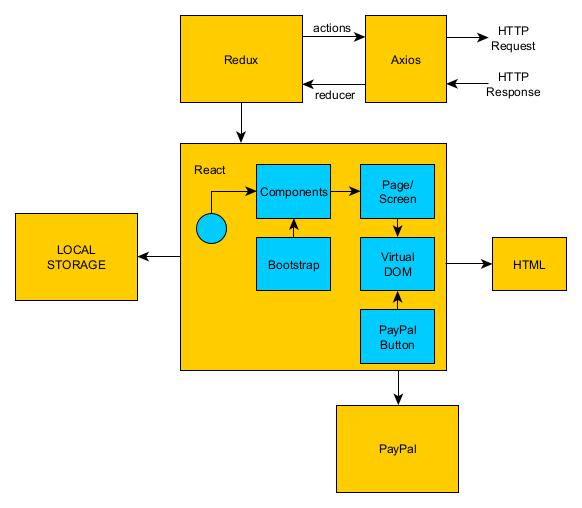 actions
Redux
Axios
HTTP
Request
HTTP
Response
reducer
React
Components
Page/
Screen
LOCAL
STORAGE
Bootstrap
Virtual
DOM
HTML
PayPal
Button
PayPal